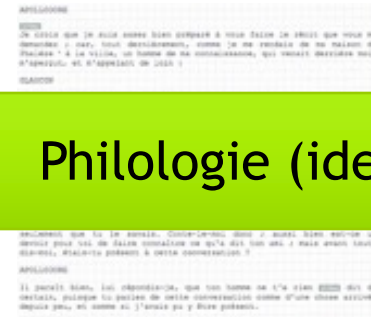 APOLLODORE
Je crois que je suis assez bien préparé à vous faire le récit que vous m
demandez ; car, tout dernièrement, comme je me rendais de ma maison d
Phalère à la ville, un homme de ma connaissance, qui venait derrière moi
m'aperçut, et m'appelant de loin :
GLAUCON
Philologie (ide
seulement que tu le savais. Conte-le-moi donc ; aussi bien est-ce u
devoir pour toi de faire connaître ce qu'a dit ton ami ; mais avant tout
dis-moi, étais-tu présent à cette conversation ?
APOLLODORE
Il paraît bien, lui répondis-je, que ton homme ne t'a rien dit d
certain, puisque tu parles de cette conversation comme d'une chose arrivé
depuis peu, et comme si j'avais pu y être présent.